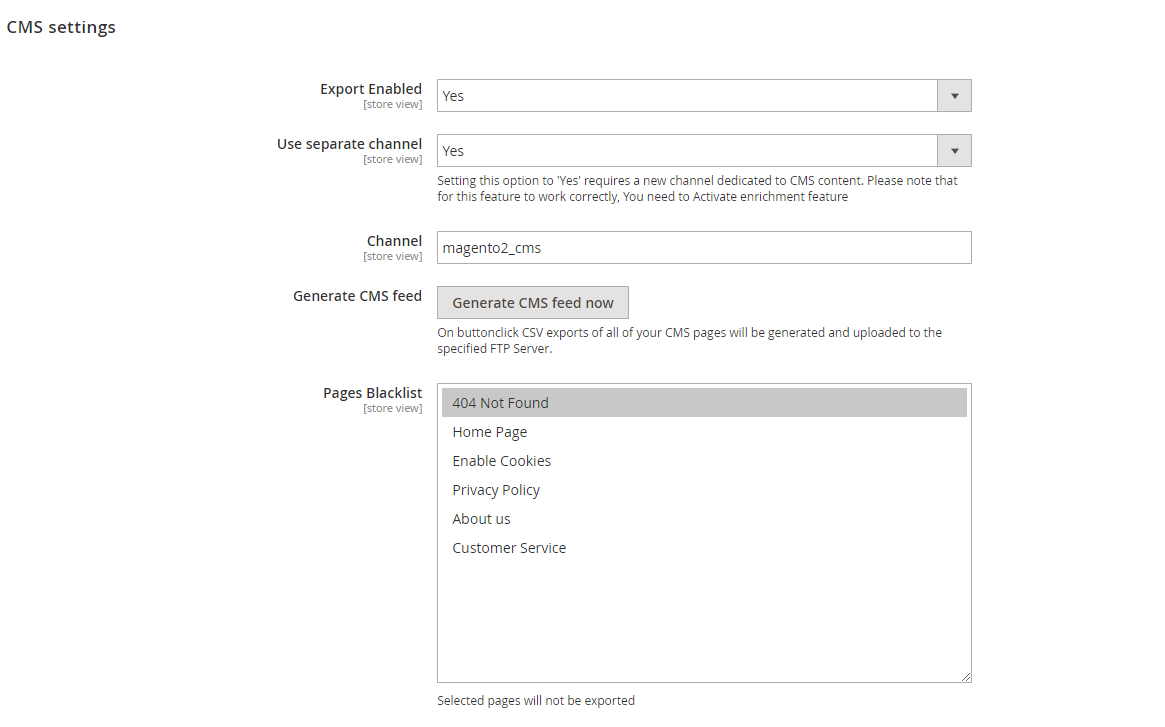 CMS settings
Export Enabled
[store view]
Yes
Use separate channel
[store view]
Yes
Setting this option to 'Yes' requires a new channel dedicated to CMS content. Please note that
for this feature to work correctly, You need to Activate enrichment feature
Channel
[store view]
magento2_cms
Generate CMS feed
Generate CMS feed now
On buttonclick CSV exports of all of your CMS pages will be generated and uploaded to the
specified FTP Server.
Pages Blacklist
[store view]
404 Not Found
Home Page
Enable Cookies
Privacy Policy
About us
Customer Service
Selected pages will not be exported